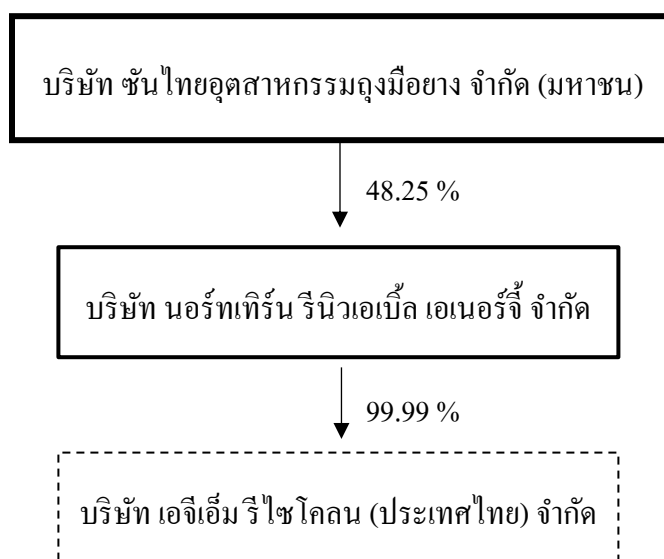 บริษัท ซันไทยอุตสาหกรรมถุงมือยาง จำกัด (มหาชน)
48.25 %
บริษัท นอร์ทเทิร์น รีนิวเอเบิ้ล เอเนอร์จี้ จำกัด
99.99 %
บริษัท เอจีเอ็ม รีไซโคลน (ประเทศไทย) จำกัด